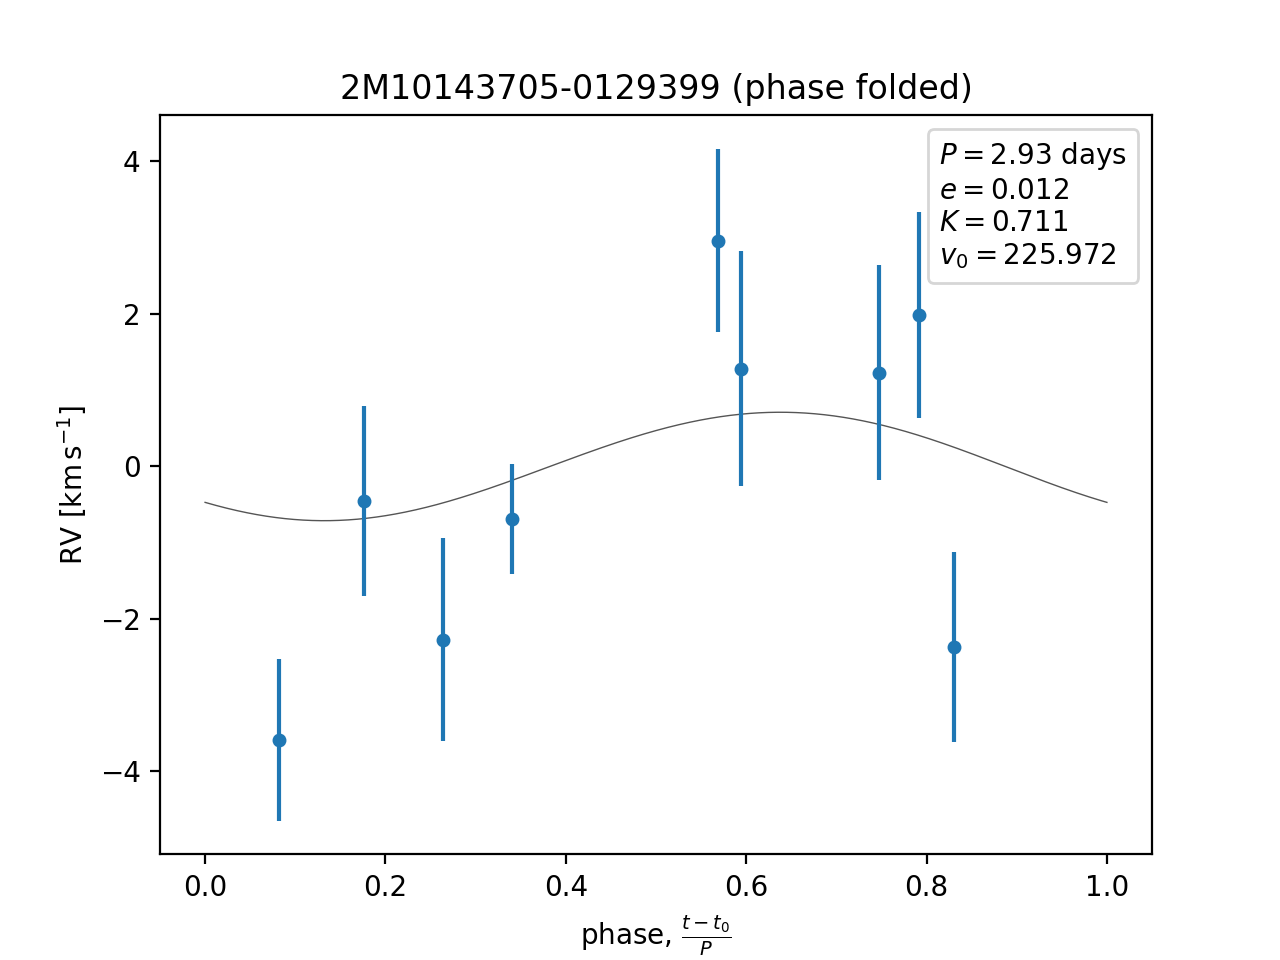 2M10143705-0129399 (phase folded)
P = 2.93 days
e = 0.012
K = 0.711
v₀ = 225.972
4
2
0
−2
−4
RV [km s⁻¹]
0.0 0.2 0.4 0.6 0.8 1.0
phase, (t − t₀)/P